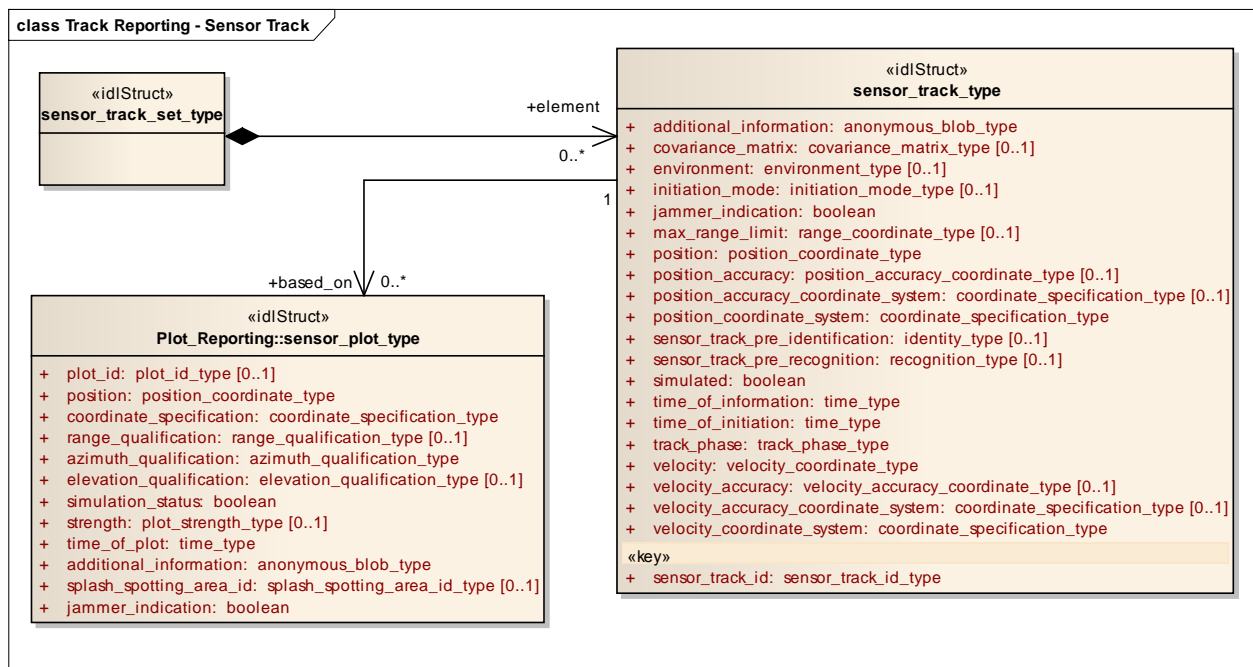 class Track Reporting - Sensor Track
«idlStruct»
sensor_track_set_type
+element
0..*
«idlStruct»
sensor_track_type
+ additional_information: anonymous_blob_type
+ covariance_matrix: covariance_matrix_type [0..1]
+ environment: environment_type [0..1]
+ initiation_mode: initiation_mode_type [0..1]
+ jammer_indication: boolean
+ max_range_limit: range_coordinate_type [0..1]
+ position: position_coordinate_type
+ position_accuracy: position_accuracy_coordinate_type [0..1]
+ position_accuracy_coordinate_system: coordinate_specification_type [0..1]
+ position_coordinate_system: coordinate_specification_type
+ sensor_track_pre_identification: identity_type [0..1]
+ sensor_track_pre_recognition: recognition_type [0..1]
+ simulated: boolean
+ time_of_information: time_type
+ time_of_initiation: time_type
+ track_phase: track_phase_type
+ velocity: velocity_coordinate_type
+ velocity_accuracy: velocity_accuracy_coordinate_type [0..1]
+ velocity_accuracy_coordinate_system: coordinate_specification_type [0..1]
+ velocity_coordinate_system: coordinate_specification_type
«key»
+ sensor_track_id: sensor_track_id_type
1
+based_on
0..*
«idlStruct»
Plot_Reporting::sensor_plot_type
+ plot_id: plot_id_type [0..1]
+ position: position_coordinate_type
+ coordinate_specification: coordinate_specification_type
+ range_qualification: range_qualification_type [0..1]
+ azimuth_qualification: azimuth_qualification_type
+ elevation_qualification: elevation_qualification_type [0..1]
+ simulation_status: boolean
+ strength: plot_strength_type [0..1]
+ time_of_plot: time_type
+ additional_information: anonymous_blob_type
+ splash_spotting_area_id: splash_spotting_area_id_type [0..1]
+ jammer_indication: boolean